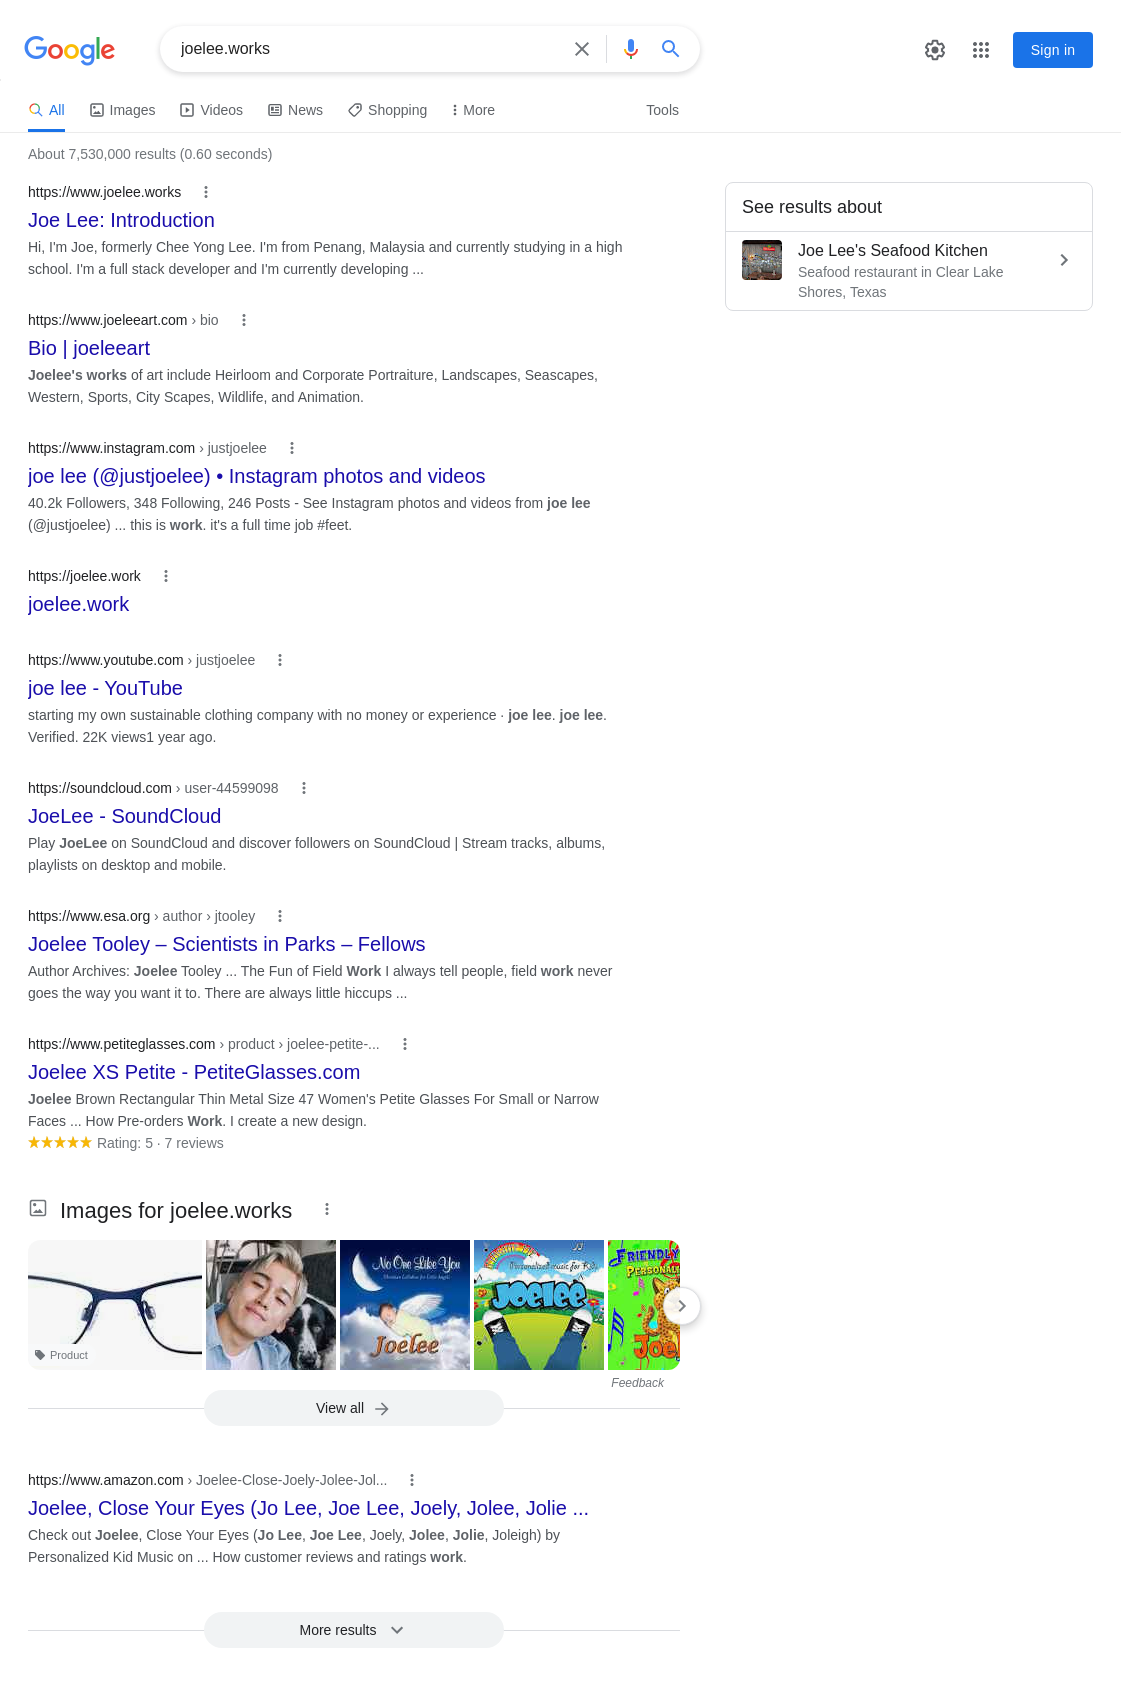 Google
joelee.works
Sign in
All
Images
Videos
News
Shopping
More
Tools
About 7,530,000 results (0.60 seconds)
https://www.joelee.works
Joe Lee: Introduction
Hi, I'm Joe, formerly Chee Yong Lee. I'm from Penang, Malaysia and currently studying in a high
school. I'm a full stack developer and I'm currently developing ...
See results about
Joe Lee's Seafood Kitchen
Seafood restaurant in Clear Lake
Shores, Texas
https://www.joeleeart.com › bio
Bio | joeleeart
Joelee's works of art include Heirloom and Corporate Portraiture, Landscapes, Seascapes,
Western, Sports, City Scapes, Wildlife, and Animation.
https://www.instagram.com › justjoelee
joe lee (@justjoelee) • Instagram photos and videos
40.2k Followers, 348 Following, 246 Posts - See Instagram photos and videos from joe lee
(@justjoelee) ... this is work. it's a full time job #feet.
https://joelee.work
joelee.work
https://www.youtube.com › justjoelee
joe lee - YouTube
starting my own sustainable clothing company with no money or experience · joe lee. joe lee.
Verified. 22K views1 year ago.
https://soundcloud.com › user-44599098
JoeLee - SoundCloud
Play JoeLee on SoundCloud and discover followers on SoundCloud | Stream tracks, albums,
playlists on desktop and mobile.
https://www.esa.org › author › jtooley
Joelee Tooley – Scientists in Parks – Fellows
Author Archives: Joelee Tooley ... The Fun of Field Work I always tell people, field work never
goes the way you want it to. There are always little hiccups ...
https://www.petiteglasses.com › product › joelee-petite-...
Joelee XS Petite - PetiteGlasses.com
Joelee Brown Rectangular Thin Metal Size 47 Women's Petite Glasses For Small or Narrow
Faces ... How Pre-orders Work. I create a new design.
Rating: 5 · 7 reviews
Images for joelee.works
Product
No One Like You
Christian Lullabies for Little Angels
Joelee
Personalized music for Kids
Joelee
FRIENDLY
PERSONALI
Joe
Feedback
View all
https://www.amazon.com › Joelee-Close-Joely-Jolee-Jol...
Joelee, Close Your Eyes (Jo Lee, Joe Lee, Joely, Jolee, Jolie ...
Check out Joelee, Close Your Eyes (Jo Lee, Joe Lee, Joely, Jolee, Jolie, Joleigh) by
Personalized Kid Music on ... How customer reviews and ratings work.
More results